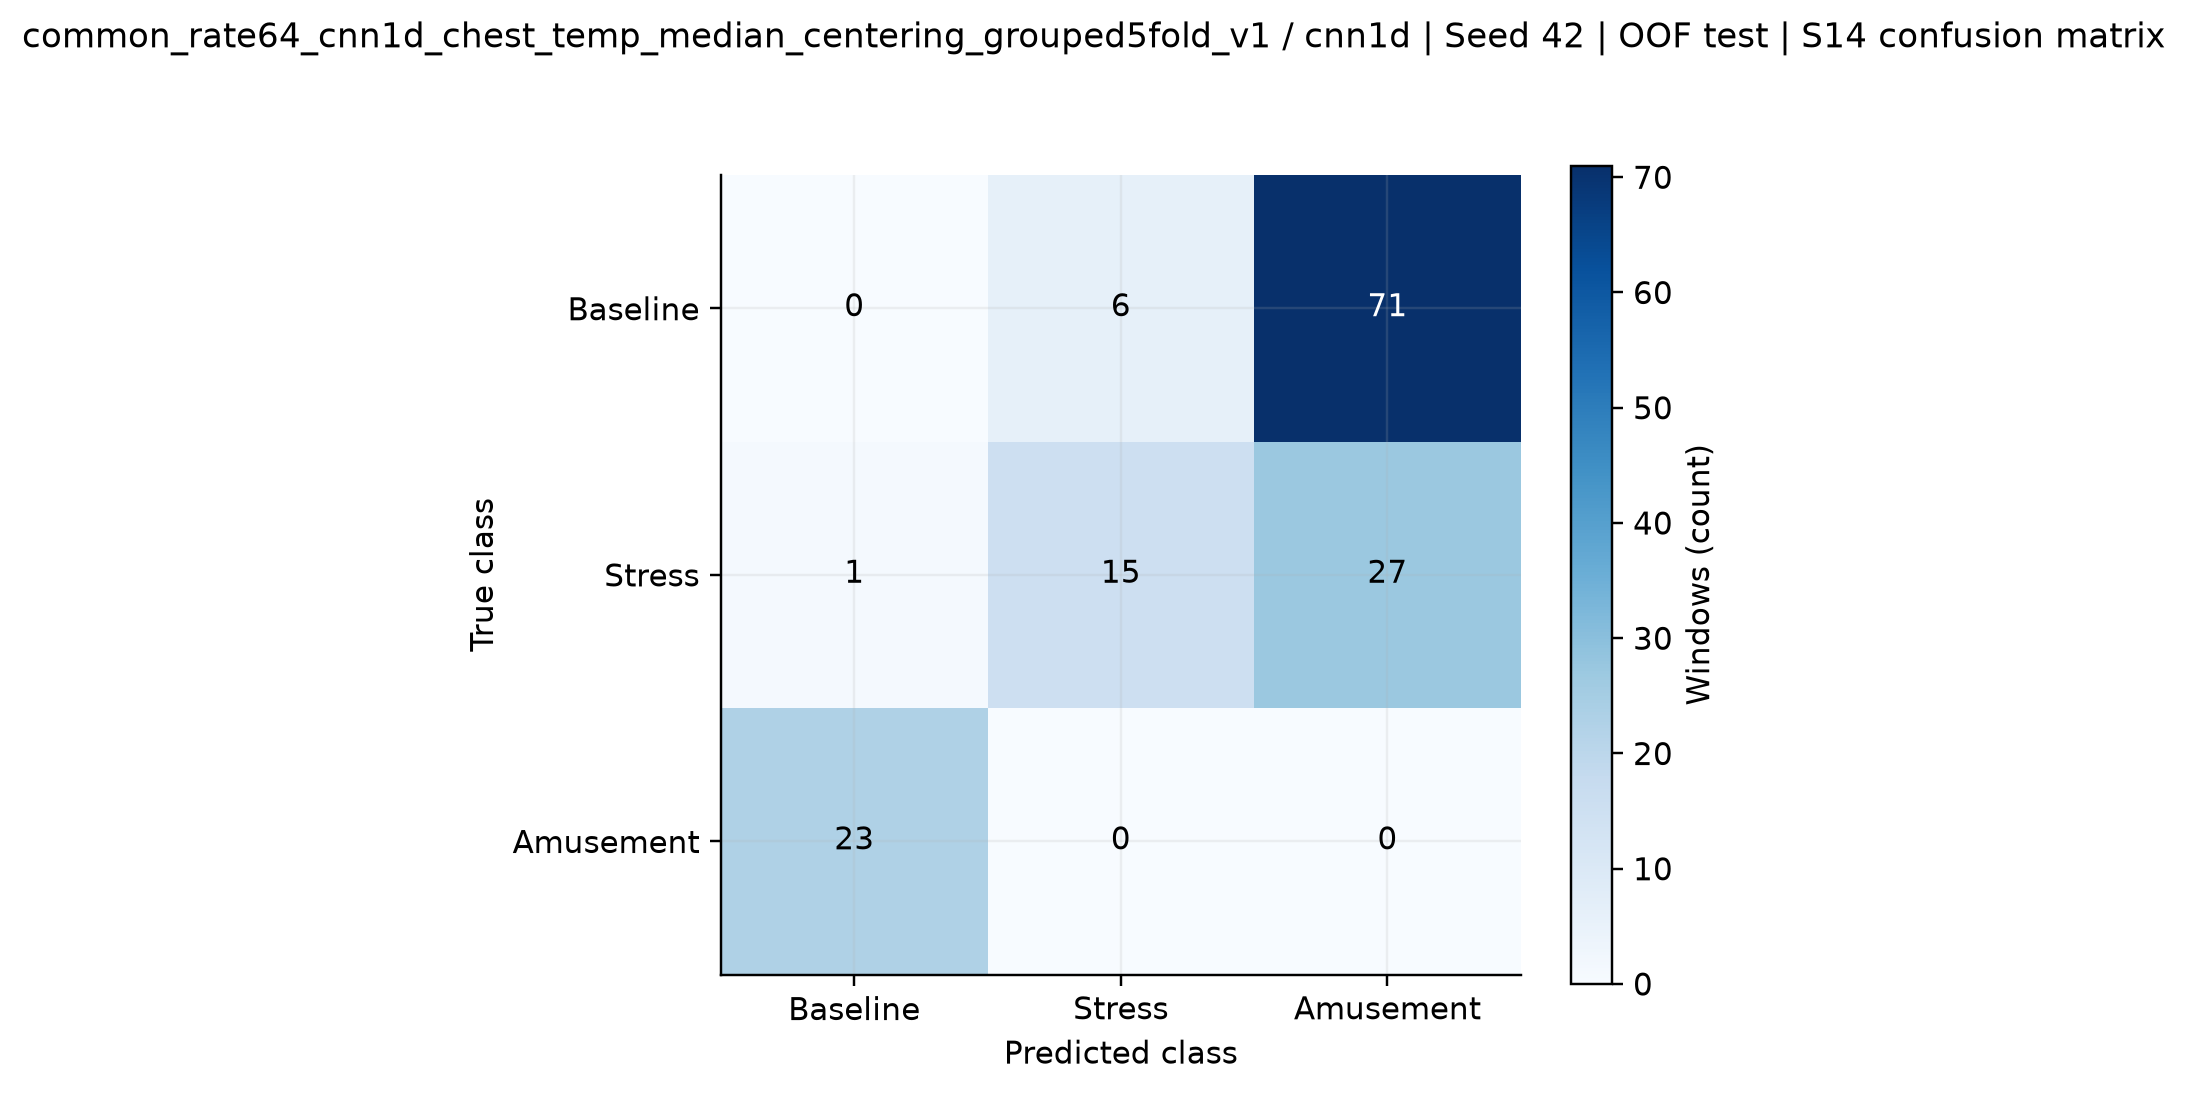 common_rate64_cnn1d_chest_temp_median_centering_grouped5fold_v1 / cnn1d | Seed 42 | OOF test | S14 confusion matrix
True class
Baseline 0 6 71
Stress 1 15 27
Amusement 23 0 0
Baseline Stress Amusement
Predicted class
70
60
50
40
30
20
10
0
Windows (count)